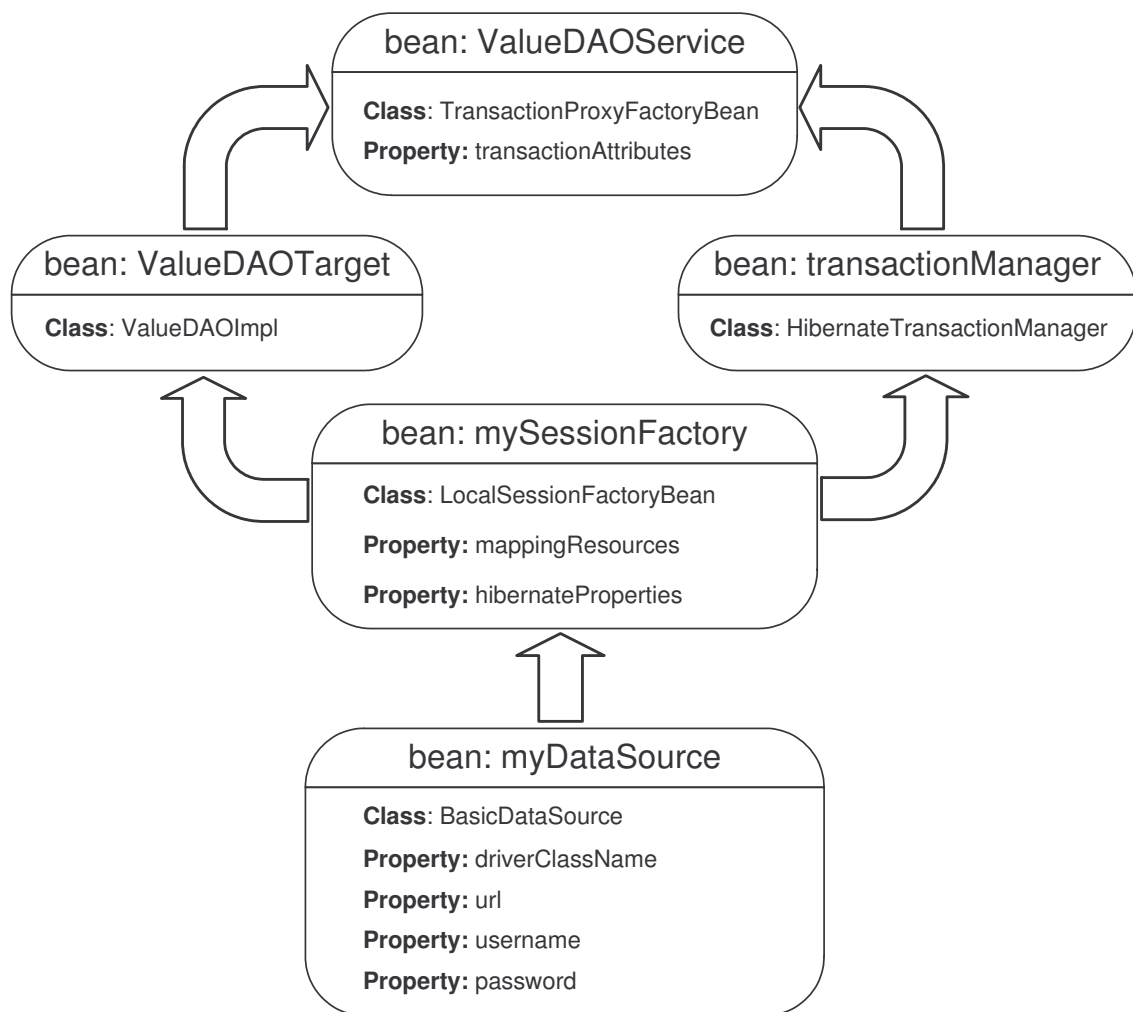 bean: ValueDAOService
Class: TransactionProxyFactoryBean
Property: transactionAttributes
bean: ValueDAOTarget
Class: ValueDAOImpl
bean: transactionManager
Class: HibernateTransactionManager
bean: mySessionFactory
Class: LocalSessionFactoryBean
Property: mappingResources
Property: hibernateProperties
bean: myDataSource
Class: BasicDataSource
Property: driverClassName
Property: url
Property: username
Property: password